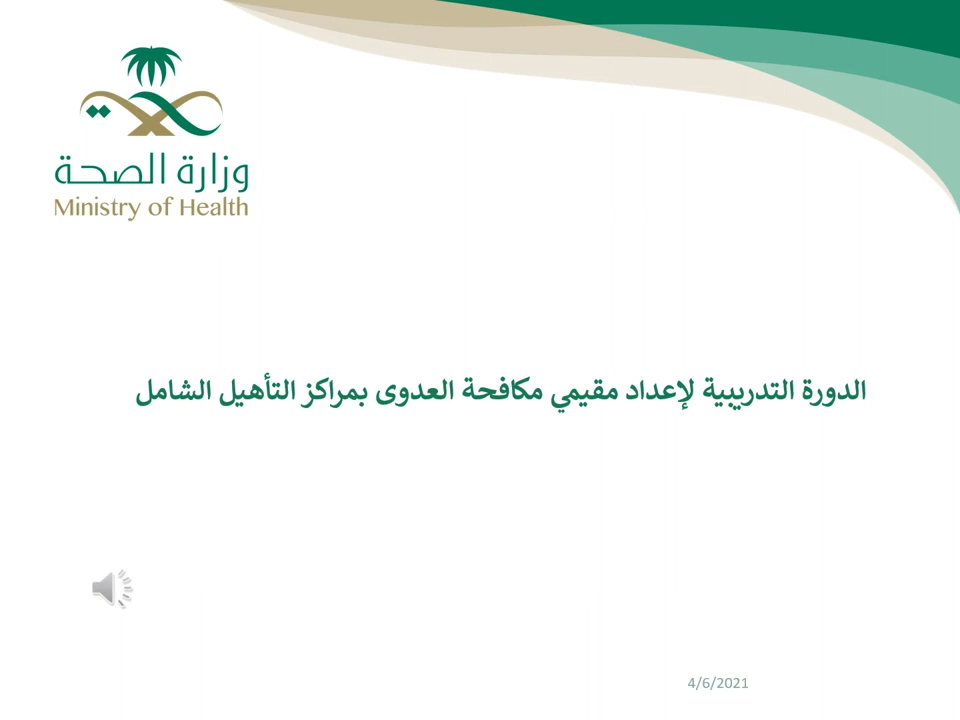 وزارة الصحة
Ministry of Health
الدورة التدريبية لإعداد مقيمي مكافحة العدوى بمراكز التأهيل الشامل
4/6/2021